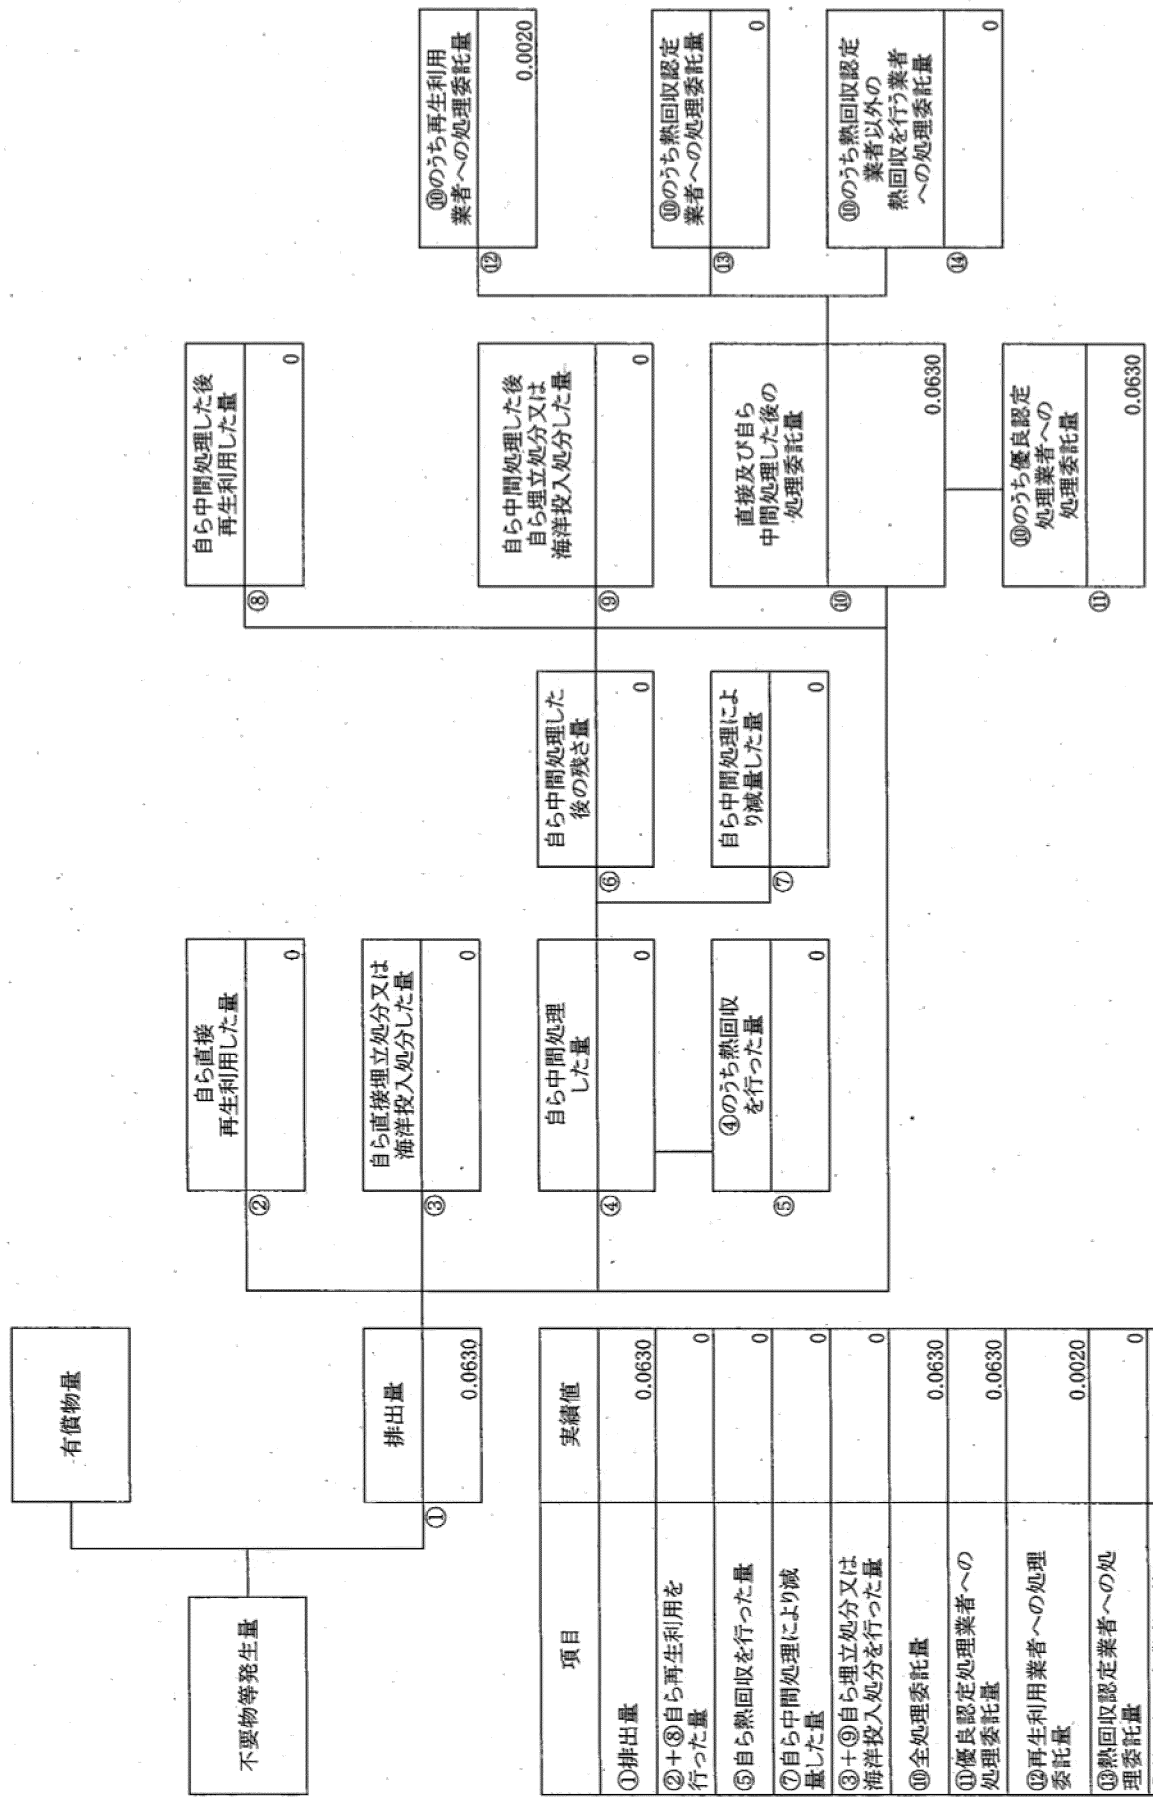 有償物量
不要物等発生量
①
排出量
0.0630
②
自ら直接
再生利用した量
0
③
自ら直接埋立処分又は
海洋投入処分した量
0
④
自ら中間処理
した量
0
⑤
④のうち熱回収
を行った量
0
⑥
自ら中間処理した
後の残さ量
0
⑦
自ら中間処理によ
り減量した量
0
⑧
自ら中間処理した後
再生利用した量
0
⑨
自ら中間処理した後
自ら埋立処分又は
海洋投入処分した量
0
⑩
直接及び自ら
中間処理した後の
処理委託量
0.0630
⑪
⑩のうち優良認定
処理業者への
処理委託量
0.0630
⑫
⑩のうち再生利用
業者への処理委託量
0.0020
⑬
⑩のうち熱回収認定
業者への処理委託量
0
⑭
⑩のうち熱回収認定
業者以外の
熱回収を行う業者
への処理委託量
0
項目
実績値
①排出量
0.0630
②+⑧自ら再生利用を
行った量
0
⑤自ら熱回収を行った量
0
⑦自ら中間処理により減
量した量
0
③+⑨自ら埋立処分又は
海洋投入処分を行った量
0
⑩全処理委託量
0.0630
⑪優良認定処理業者への
処理委託量
0.0630
⑫再生利用業者への処理
委託量
0.0020
⑬熱回収認定業者への処
理委託量
0